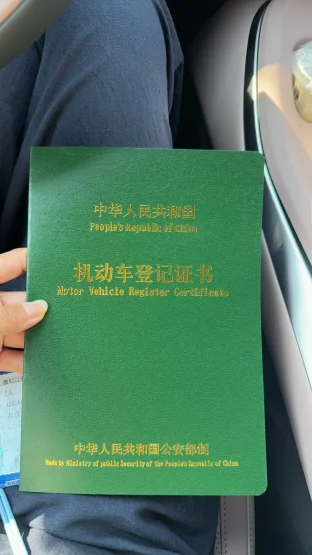 中华人民共和国
People's Republic of China
机动车登记证书
Motor Vehicle Register Certificate
中华人民共和国公安部制
Made by Ministry of public Security of the People's Republic of China